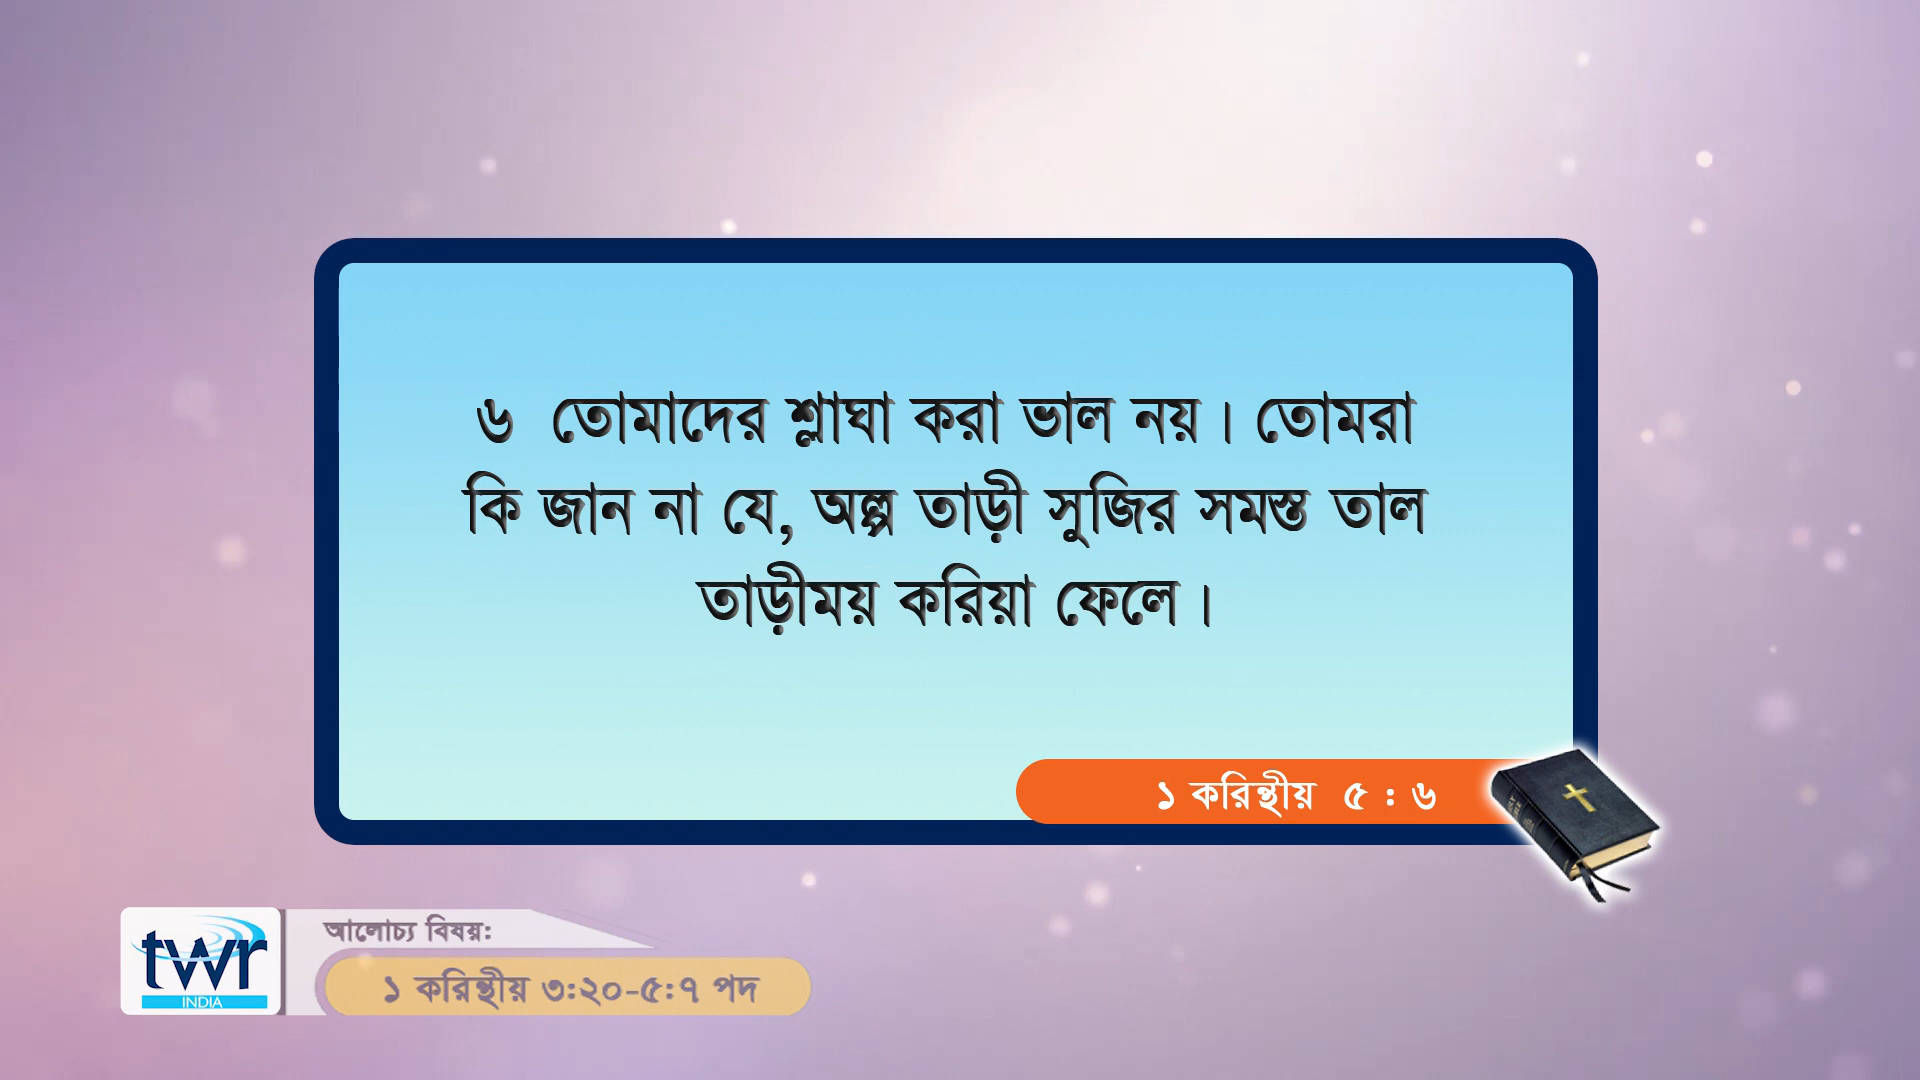 ৬ তোমাদের শ্লাঘা করা ভাল নয়। তোমরা
কি জান না যে, অল্প তাড়ী সুজির সমস্ত তাল
তাড়ীময় করিয়া ফেলে।
১ করিন্থীয় ৫ : ৬
আলোচ্য বিষয়:
১ করিন্থীয় ৩:২০-৫:৭ পদ
twr
INDIA